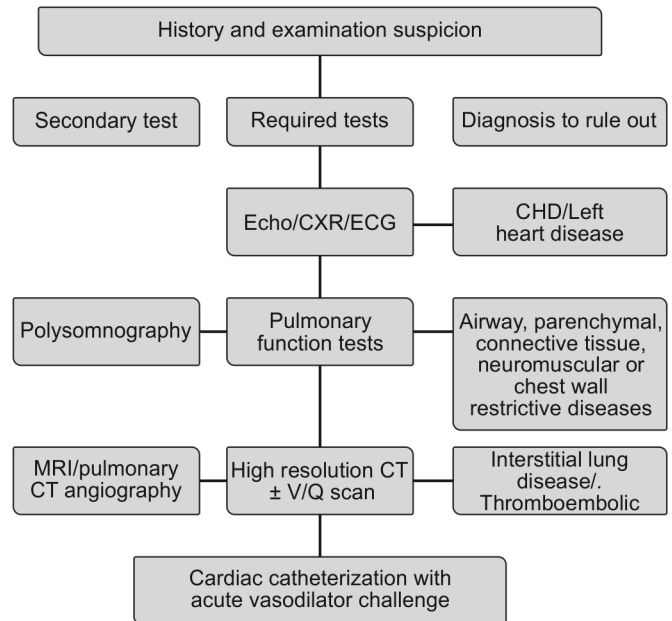 History and examination suspicion
Secondary test
Required tests
Diagnosis to rule out
Echo/CXR/ECG
CHD/Left
heart disease
Polysomnography
Pulmonary
function tests
Airway, parenchymal,
connective tissue,
neuromuscular or
chest wall
restrictive diseases
MRI/pulmonary
CT angiography
High resolution CT
± V/Q scan
Interstitial lung
disease/.
Thromboembolic
Cardiac catheterization with
acute vasodilator challenge